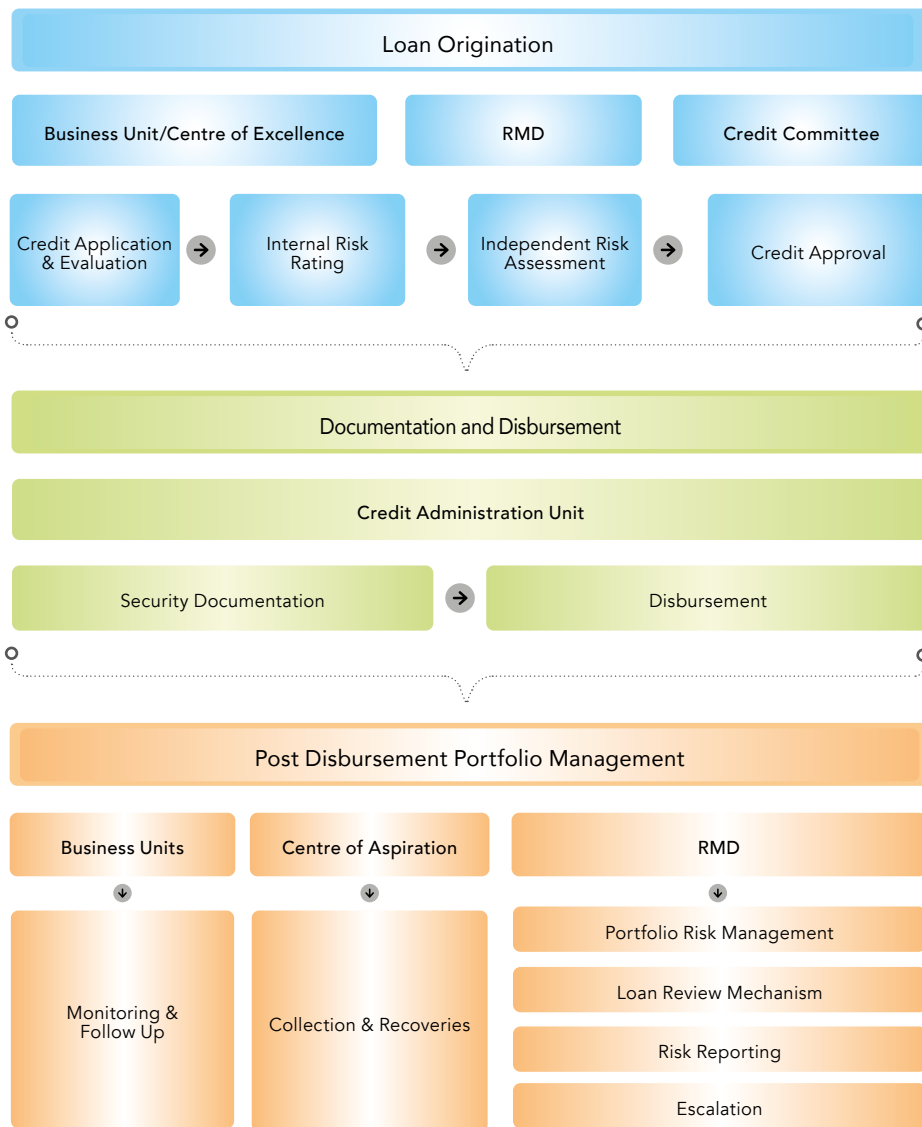 Loan Origination
Business Unit/Centre of Excellence
RMD
Credit Committee
Credit Application
& Evaluation
Internal Risk
Rating
Independent Risk
Assessment
Credit Approval
Documentation and Disbursement
Credit Administration Unit
Security Documentation
Disbursement
Post Disbursement Portfolio Management
Business Units
Centre of Aspiration
RMD
Monitoring &
Follow Up
Collection & Recoveries
Portfolio Risk Management
Loan Review Mechanism
Risk Reporting
Escalation